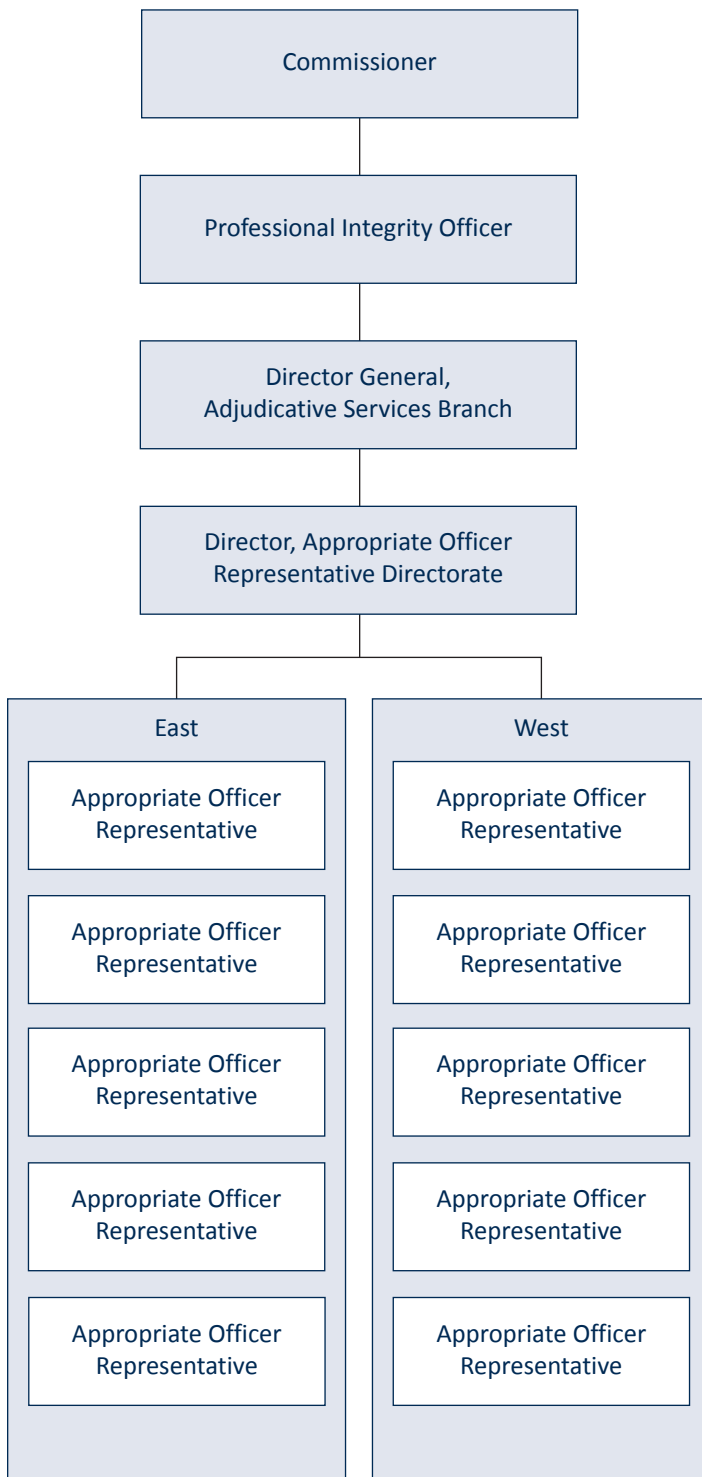 Commissioner
Professional Integrity Officer
Director General,
Adjudicative Services Branch
Director, Appropriate Officer
Representative Directorate
East
Appropriate Officer
Representative
Appropriate Officer
Representative
Appropriate Officer
Representative
Appropriate Officer
Representative
Appropriate Officer
Representative
West
Appropriate Officer
Representative
Appropriate Officer
Representative
Appropriate Officer
Representative
Appropriate Officer
Representative
Appropriate Officer
Representative